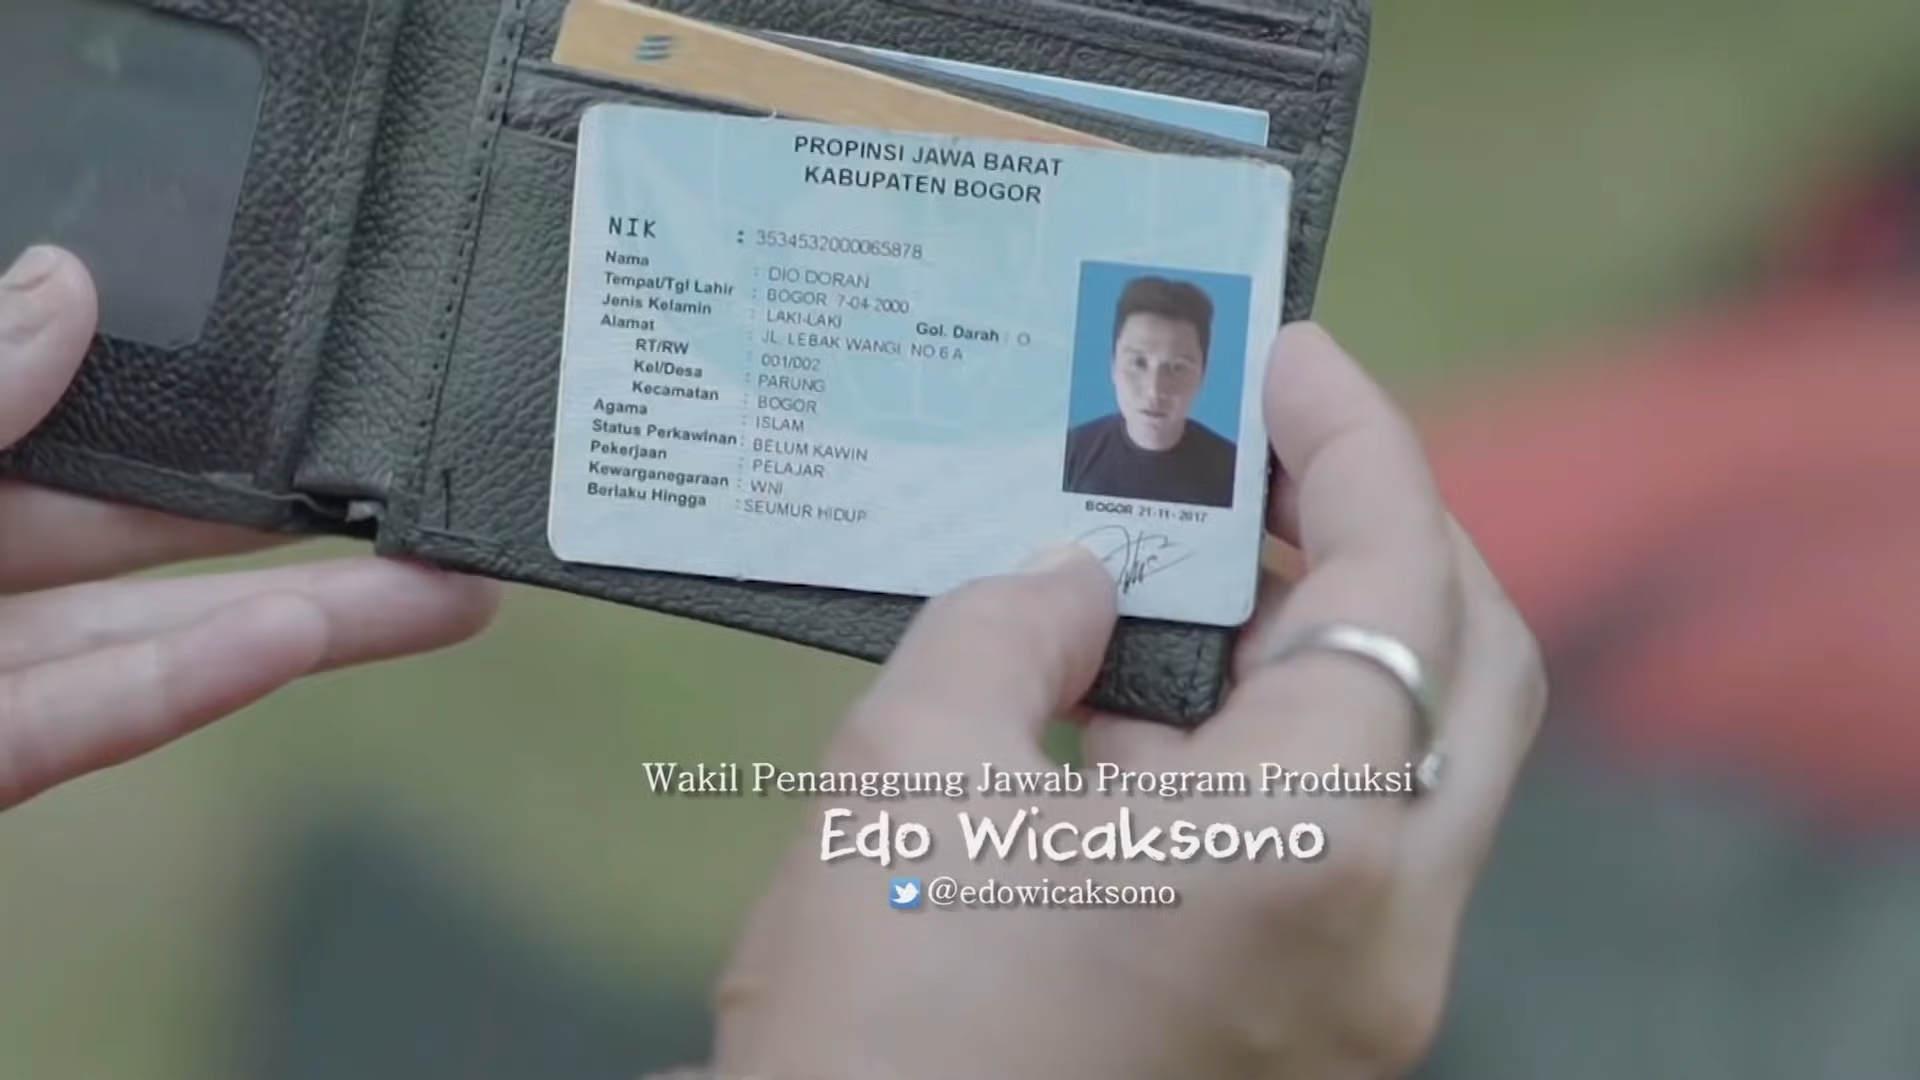 PROPINSI JAWA BARAT
KABUPATEN BOGOR
NIK : 3534532000065878
Nama : DIO DORAN
Tempat/Tgl Lahir : BOGOR 7-04-2000
Jenis Kelamin : LAKI-LAKI Gol. Darah : O
Alamat : JL. LEBAK WANGI NO 6 A
RT/RW : 001/002
Kel/Desa : PARUNG
Kecamatan : BOGOR
Agama : ISLAM
Status Perkawinan : BELUM KAWIN
Pekerjaan : PELAJAR
Kewarganegaraan : WNI
Berlaku Hingga : SEUMUR HIDUP
BOGOR 21-11-2017
Wakil Penanggung Jawab Program Produksi
Edo Wicaksono
@edowicaksono